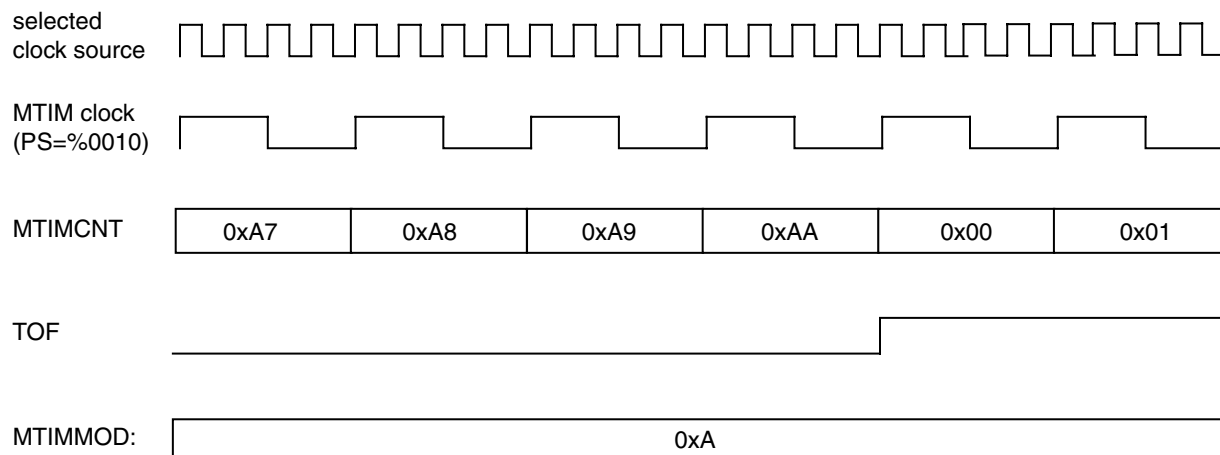 selected
clock source
MTIM clock
(PS=%0010)
MTIMCNT 0xA7 0xA8 0xA9 0xAA 0x00 0x01
TOF
MTIMMOD: 0xA